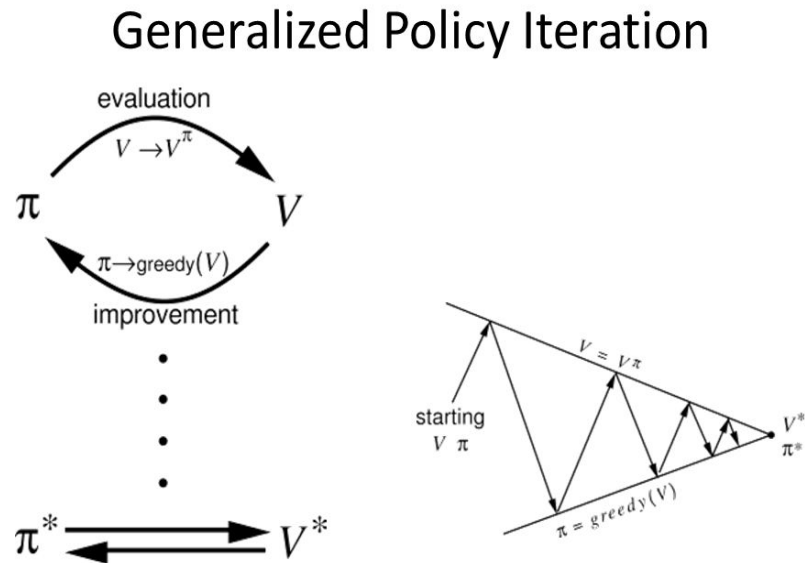 Generalized Policy Iteration
evaluation
V → V^π
π
V
π→greedy(V)
improvement
π*
V*
starting
V π
V = V^π
π = greedy(V)
V*
π*